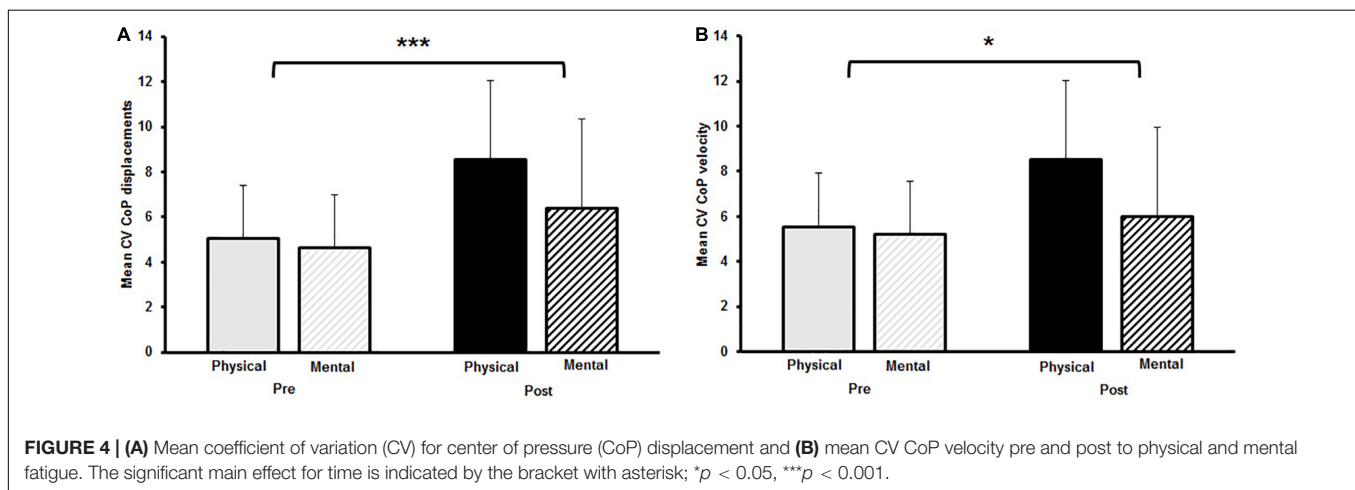 A
14
12
10
8
6
4
2
0
Mean CV CoP displacements
***
Physical Mental Physical Mental
Pre Post
B
14
12
10
8
6
4
2
0
Mean CV CoP velocity
*
Physical Mental Physical Mental
Pre Post
FIGURE 4 | (A) Mean coefficient of variation (CV) for center of pressure (CoP) displacement and (B) mean CV CoP velocity pre and post to physical and mental
fatigue. The significant main effect for time is indicated by the bracket with asterisk; *p < 0.05, ***p < 0.001.